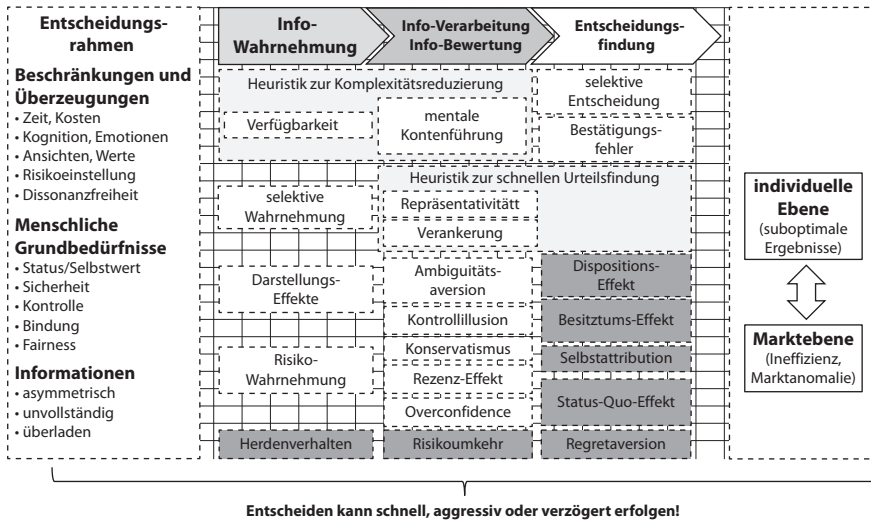 Entscheidungs-
rahmen
Beschränkungen und
Überzeugungen
• Zeit, Kosten
• Kognition, Emotionen
• Ansichten, Werte
• Risikoeinstellung
• Dissonanzfreiheit
Menschliche
Grundbedürfnisse
• Status/Selbstwert
• Sicherheit
• Kontrolle
• Bindung
• Fairness
Informationen
• asymmetrisch
• unvollständig
• überladen
Info-
Wahrnehmung
Info-Verarbeitung
Info-Bewertung
Entscheidungs-
findung
Heuristik zur Komplexitätsreduzierung
Verfügbarkeit
mentale
Kontenführung
selektive
Entscheidung
Bestätigungs-
fehler
Heuristik zur schnellen Urteilsfindung
selektive
Wahrnehmung
Repräsentativitätt
Verankerung
Darstellungs-
Effekte
Ambiguitäts-
aversion
Dispositions-
Effekt
Kontrollillusion
Besitztums-Effekt
Risiko-
Wahrnehmung
Konservatismus
Selbstattribution
Rezenz-Effekt
Overconfidence
Status-Quo-Effekt
Herdenverhalten
Risikoumkehr
Regretaversion
individuelle
Ebene
(suboptimale
Ergebnisse)
Marktebene
(Ineffizienz,
Marktanomalie)
Entscheiden kann schnell, aggressiv oder verzögert erfolgen!